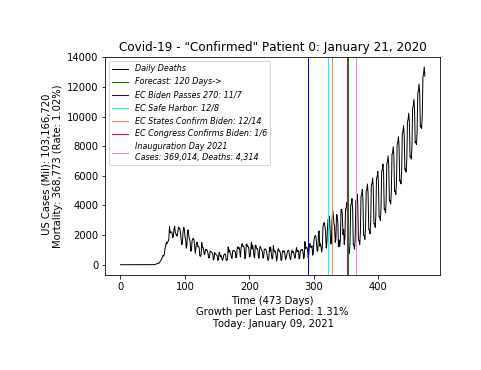 Covid-19 - "Confirmed" Patient 0: January 21, 2020
14000
12000
10000
8000
6000
4000
2000
0
US Cases (Mil): 103,166,720
Mortality: 368,773 (Rate: 1.02%)
Daily Deaths
Forecast: 120 Days->
EC Biden Passes 270: 11/7
EC Safe Harbor: 12/8
EC States Confirm Biden: 12/14
EC Congress Confirms Biden: 1/6
Inauguration Day 2021
Cases: 369,014, Deaths: 4,314
0 100 200 300 400
Time (473 Days)
Growth per Last Period: 1.31%
Today: January 09, 2021